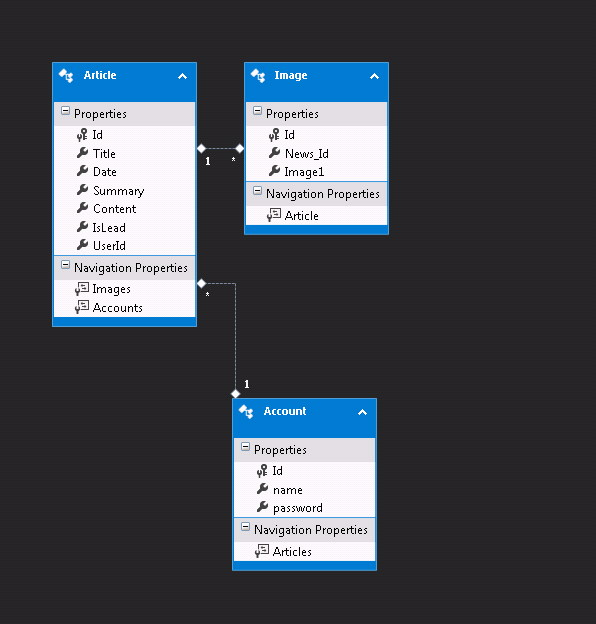 Article
Properties
Id
Title
Date
Summary
Content
IsLead
UserId
Navigation Properties
Images
Accounts
1
*
Image
Properties
Id
News_Id
Image1
Navigation Properties
Article
*
1
Account
Properties
Id
name
password
Navigation Properties
Articles